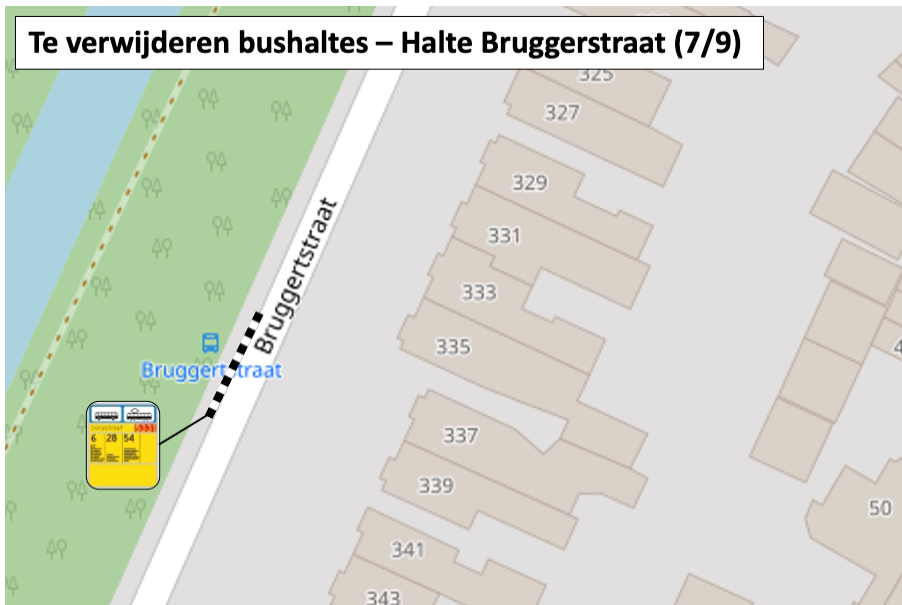 Te verwijderen bushaltes – Halte Bruggerstraat (7/9)
325
327
329
331
Bruggertstraat
333
335
Bruggertstraat
6 28 54
337
339
50
341
343